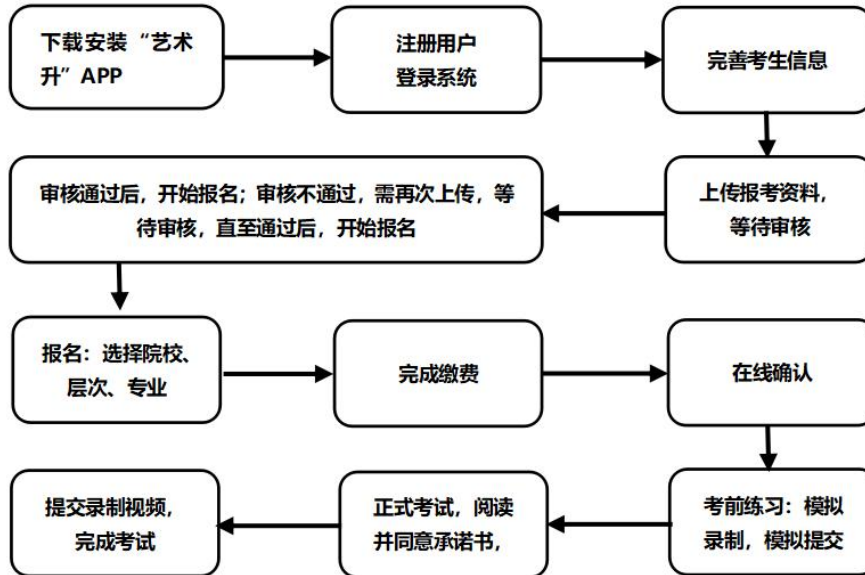 下载安装“艺术
升”APP
注册用户
登录系统
完善考生信息
上传报考资料，
等待审核
审核通过后，开始报名；审核不通过，需再次上传，等
待审核，直至通过后，开始报名
报名：选择院校、
层次、专业
完成缴费
在线确认
考前练习：模拟
录制，模拟提交
正式考试，阅读
并同意承诺书，
提交录制视频，
完成考试